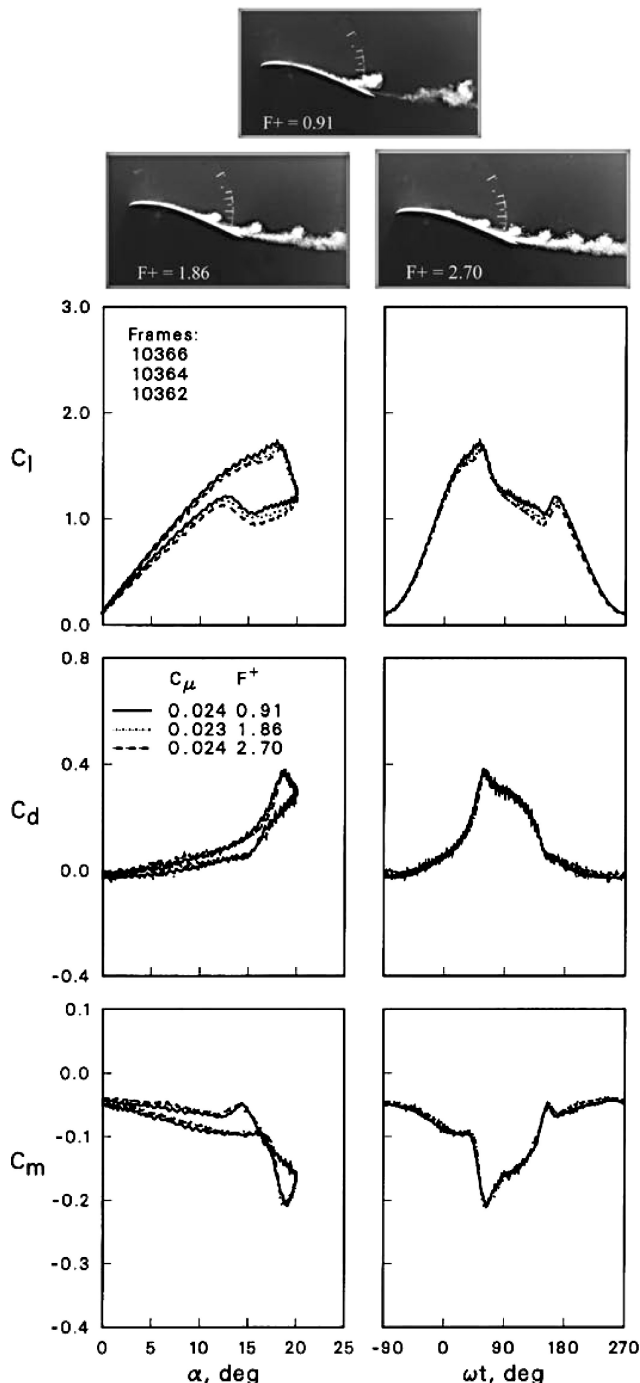 F+ = 0.91
F+ = 1.86
F+ = 2.70
3.0
2.0
1.0
0.0
Cl
Frames:
10366
10364
10362
0.8
0.4
0.0
-0.4
Cd
Cμ F+
0.024 0.91
0.023 1.86
0.024 2.70
0.1
0.0
-0.1
-0.2
-0.3
-0.4
Cm
0 5 10 15 20 25
α, deg
-90 0 90 180 270
ωt, deg